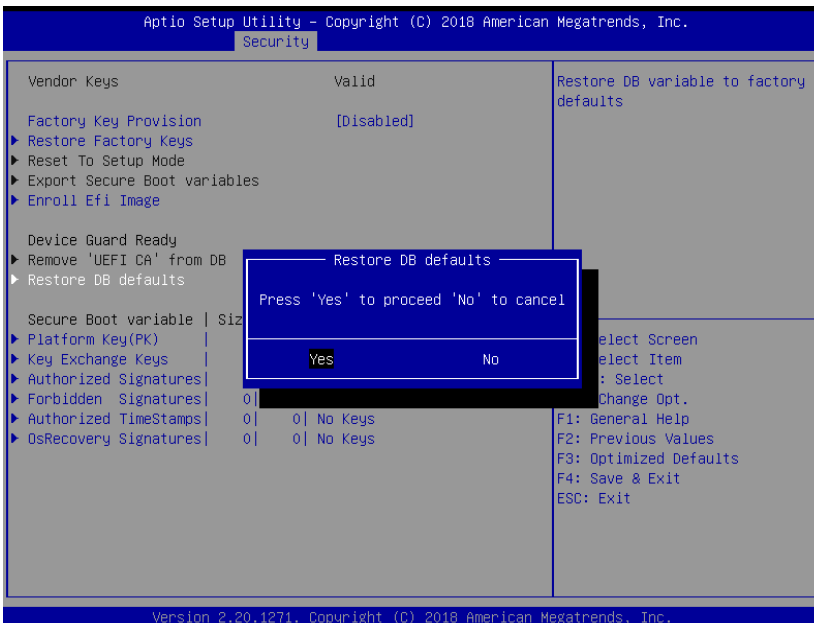 Aptio Setup Utility – Copyright (C) 2018 American Megatrends, Inc.
Security
Vendor Keys Valid
Factory Key Provision [Disabled]
Restore Factory Keys
Reset To Setup Mode
Export Secure Boot variables
Enroll Efi Image
Device Guard Ready
Remove 'UEFI CA' from DB
Restore DB defaults
Secure Boot variable | Siz
Platform Key(PK) |
Key Exchange Keys |
Authorized Signatures|
Forbidden Signatures| 0|
Authorized TimeStamps| 0| 0| No Keys
OsRecovery Signatures| 0| 0| No Keys
Restore DB defaults
Press 'Yes' to proceed 'No' to cancel
Yes No
Restore DB variable to factory
defaults
elect Screen
elect Item
: Select
Change Opt.
F1: General Help
F2: Previous Values
F3: Optimized Defaults
F4: Save & Exit
ESC: Exit
Version 2.20.1271. Copyright (C) 2018 American Megatrends, Inc.